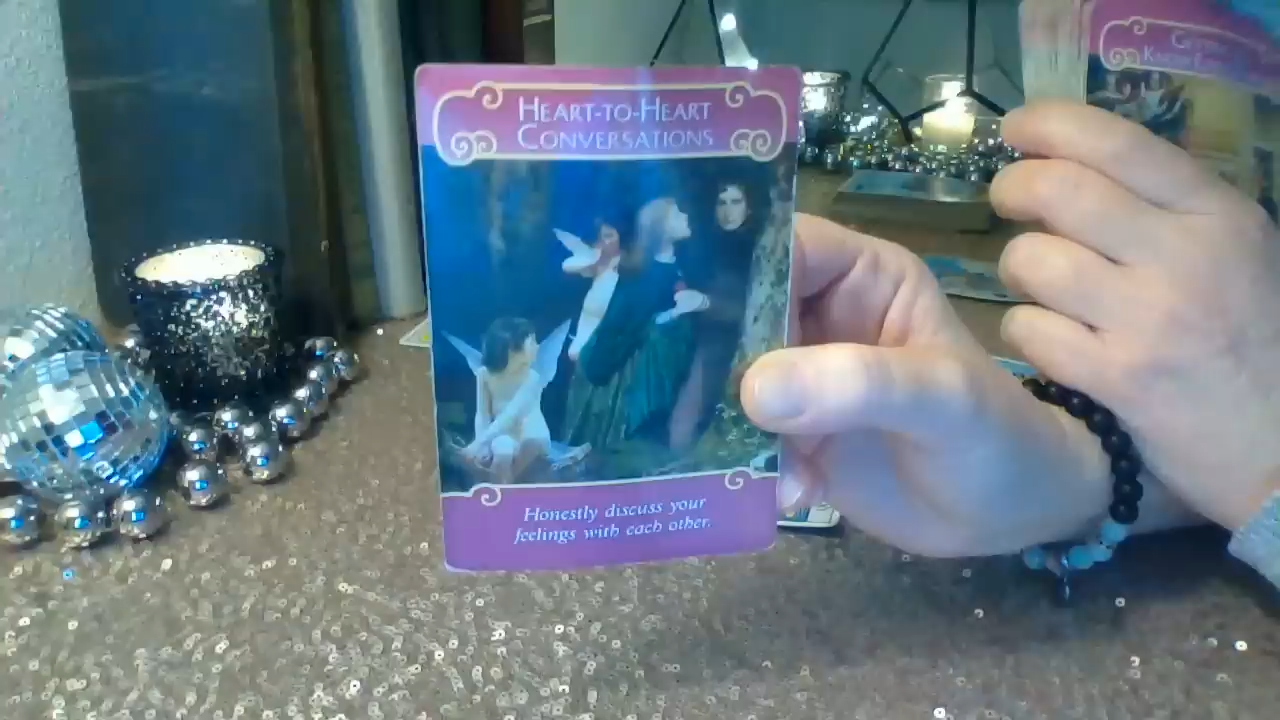 HEART-TO-HEART
CONVERSATIONS
Honestly discuss your
feelings with each other.